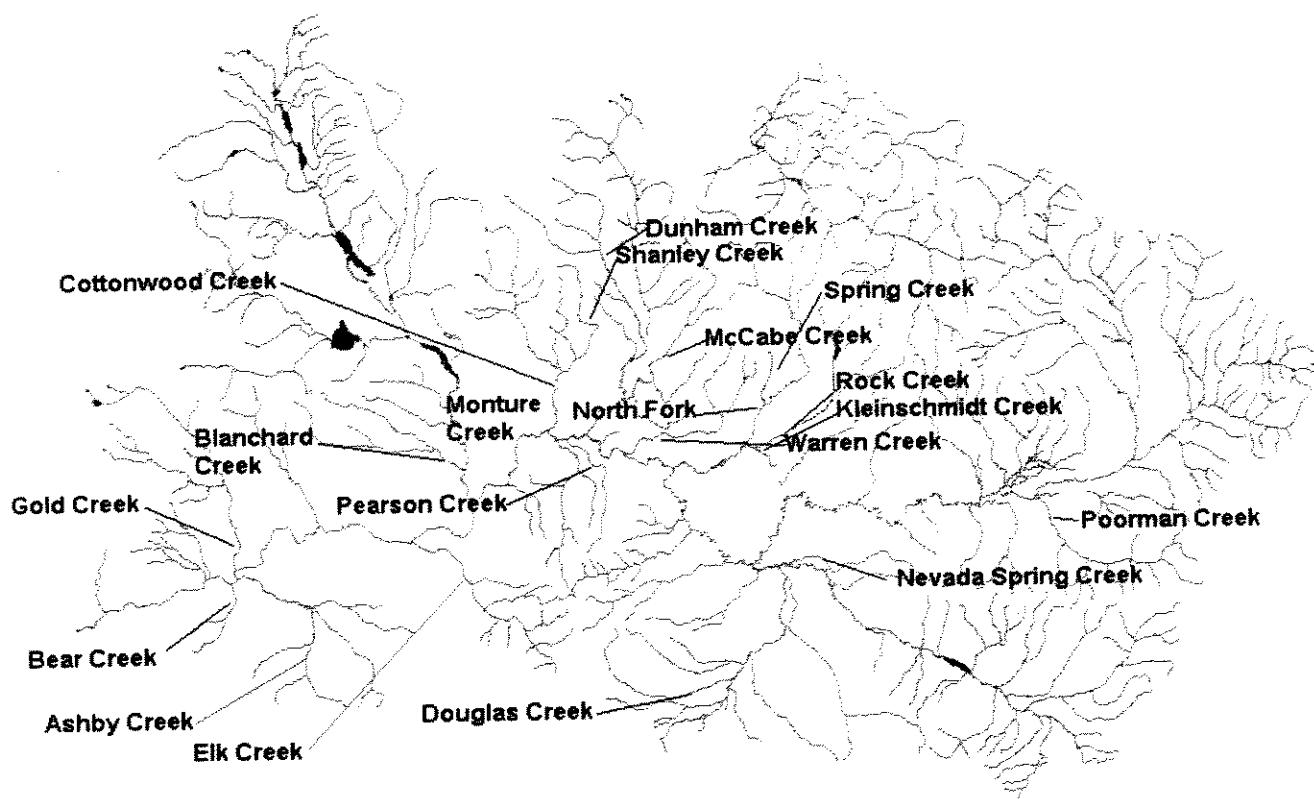 Dunham Creek
Shanley Creek
Cottonwood Creek
Spring Creek
McCabe Creek
Rock Creek
Monture
Creek
North Fork
Kleinschmidt Creek
Blanchard
Creek
Warren Creek
Gold Creek
Pearson Creek
Poorman Creek
Nevada Spring Creek
Bear Creek
Ashby Creek
Douglas Creek
Elk Creek